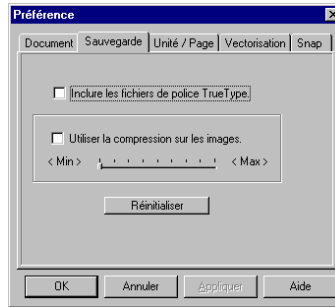 Préférence
Document Sauvegarde Unité / Page Vectorisation Snap
Inclure les fichiers de police TrueType.
Utiliser la compression sur les images.
< Min > < Max >
Réinitialiser
OK Annuler Appliquer Aide